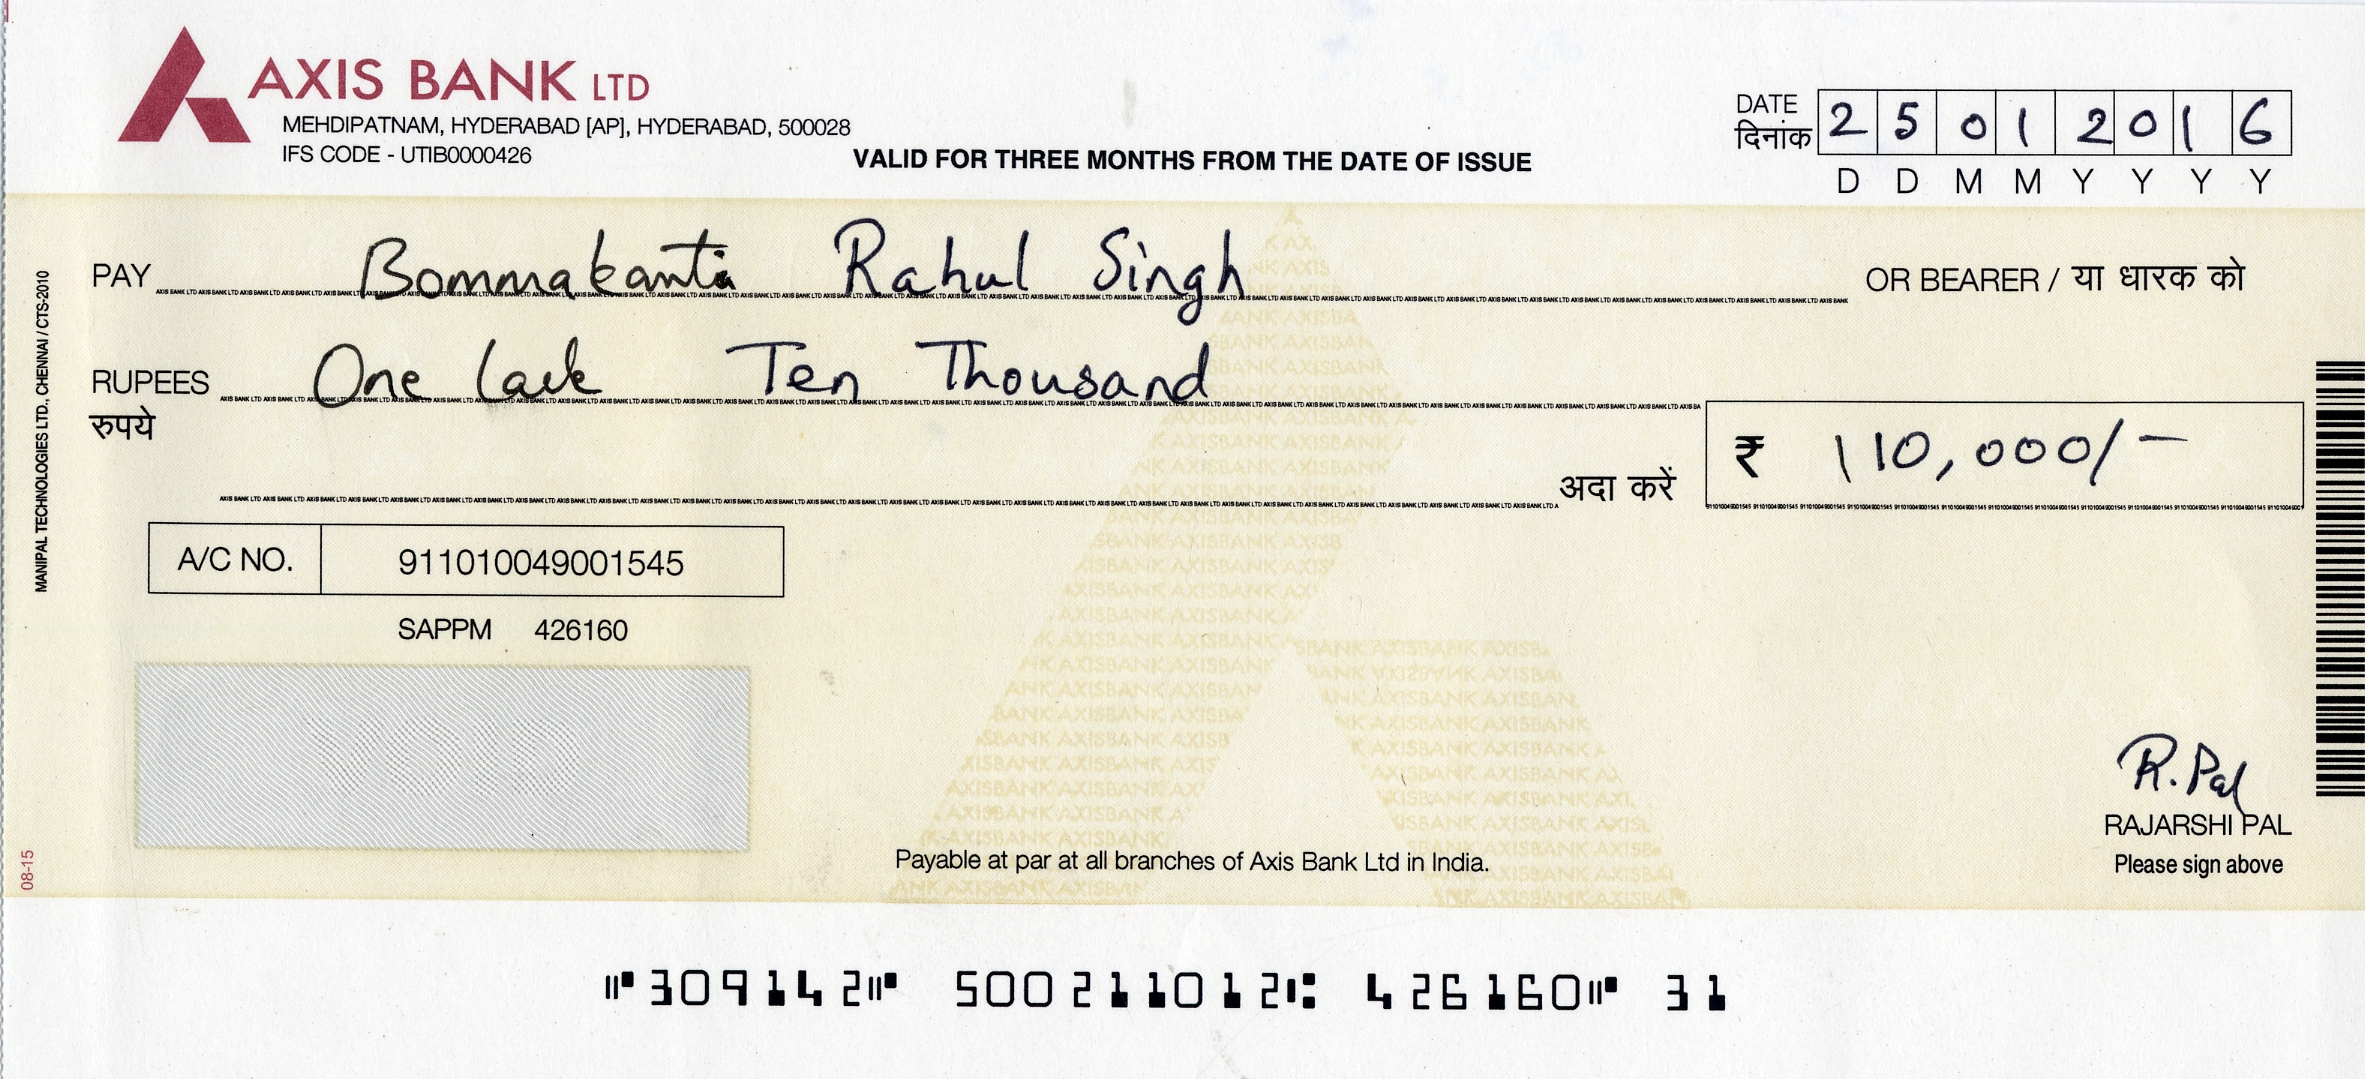 AXIS BANK LTD
MEHDIPATNAM, HYDERABAD [AP], HYDERABAD, 500028
IFS CODE - UTIB0000426
VALID FOR THREE MONTHS FROM THE DATE OF ISSUE
DATE
दिनांक
2 5 0 1 2 0 1 6
D D M M Y Y Y Y
PAY Bommakanti Rahul Singh OR BEARER / या धारक को
RUPEES One lack Ten Thousand
रुपये
अदा करें
₹ 110,000/-
A/C NO. 911010049001545
SAPPM 426160
VOID
R. Pal
RAJARSHI PAL
Please sign above
Payable at par at all branches of Axis Bank Ltd in India.
MANIPAL TECHNOLOGIES LTD., CHENNAI / CTS-2010
08-15
⑈309142⑈ 500211012⑆ 426160⑈ 31